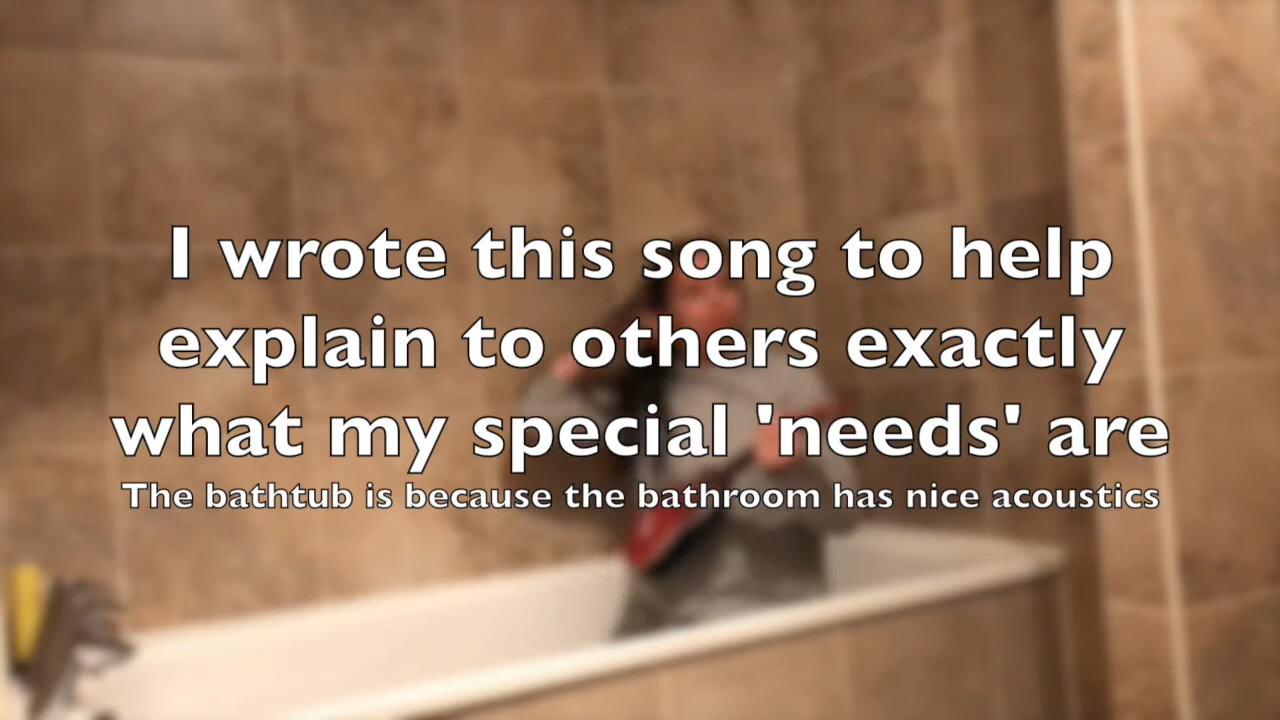 I wrote this song to help
explain to others exactly
what my special 'needs' are
The bathtub is because the bathroom has nice acoustics